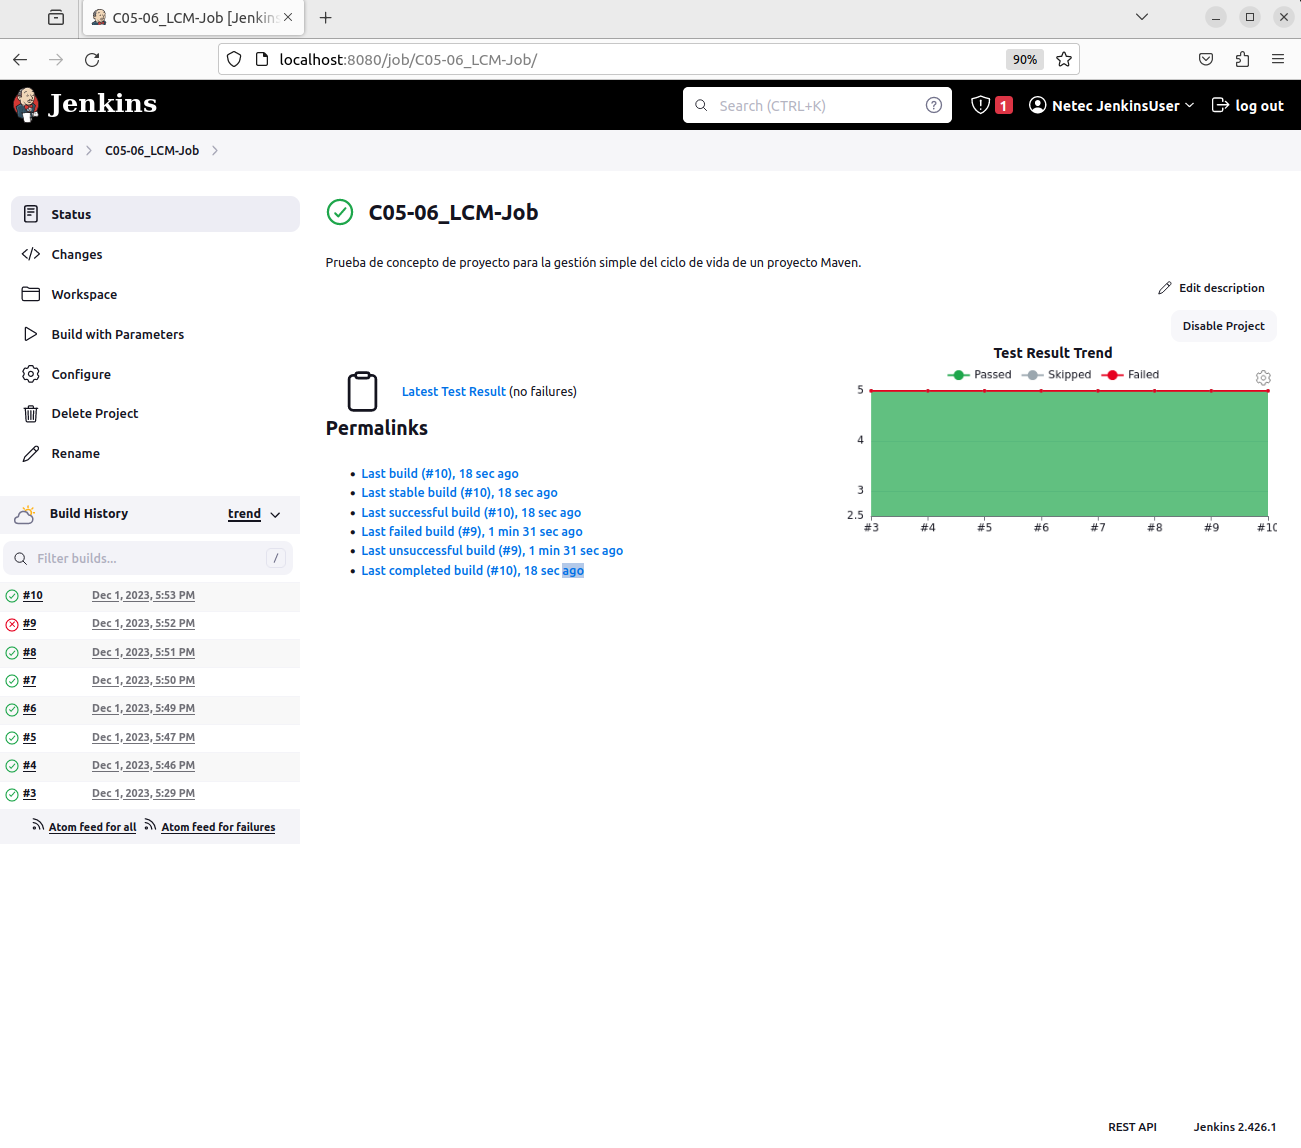 C05-06_LCM-Job [Jenkins
localhost:8080/job/C05-06_LCM-Job/
90%
Jenkins
Search (CTRL+K)
1
Netec JenkinsUser
log out
Dashboard
C05-06_LCM-Job
Status
Changes
Workspace
Build with Parameters
Configure
Delete Project
Rename
Build History
trend
Filter builds...
/
#10 Dec 1, 2023, 5:53 PM
#9 Dec 1, 2023, 5:52 PM
#8 Dec 1, 2023, 5:51 PM
#7 Dec 1, 2023, 5:50 PM
#6 Dec 1, 2023, 5:49 PM
#5 Dec 1, 2023, 5:47 PM
#4 Dec 1, 2023, 5:46 PM
#3 Dec 1, 2023, 5:29 PM
Atom feed for all Atom feed for failures
C05-06_LCM-Job
Prueba de concepto de proyecto para la gestión simple del ciclo de vida de un proyecto Maven.
Edit description
Disable Project
Latest Test Result (no failures)
Permalinks
Last build (#10), 18 sec ago
Last stable build (#10), 18 sec ago
Last successful build (#10), 18 sec ago
Last failed build (#9), 1 min 31 sec ago
Last unsuccessful build (#9), 1 min 31 sec ago
Last completed build (#10), 18 sec ago
Test Result Trend
Passed Skipped Failed
5
4
3
2.5
#3 #4 #5 #6 #7 #8 #9 #10
REST API Jenkins 2.426.1